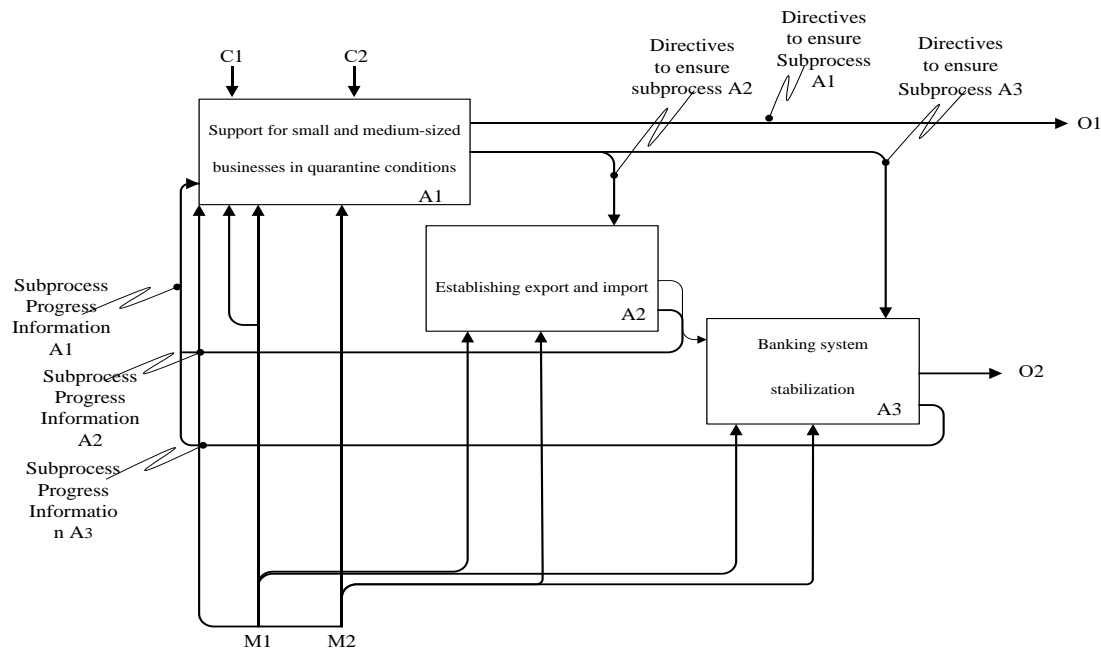 C1
C2
Directives
to ensure
subprocess A2
Directives
to ensure
Subprocess
A1
Directives
to ensure
Subprocess A3
O1
Support for small and medium-sized
businesses in quarantine conditions
A1
Subprocess
Progress
Information
A1
Establishing export and import
A2
Banking system
stabilization
A3
O2
Subprocess
Progress
Information
A2
Subprocess
Progress
Informatio
n A3
M1
M2